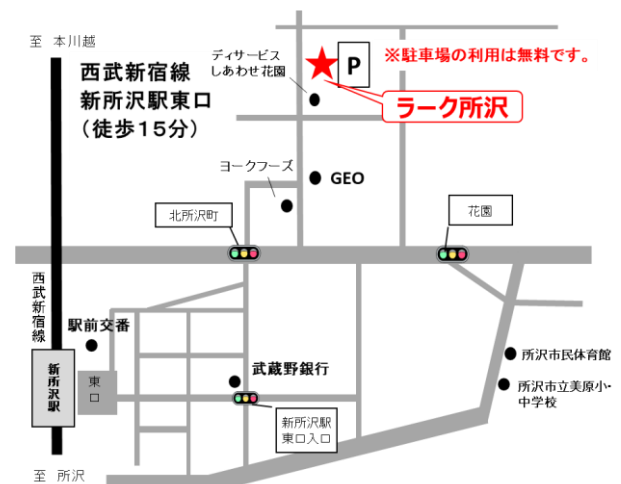 至 本川越
西武新宿線
新所沢駅東口
(徒歩15分)
ディサービス
しあわせ花園
P
※駐車場の利用は無料です。
ラーク所沢
ヨークフーズ
GEO
北所沢町
花園
西武新宿線
駅前交番
新所沢駅
東口
武蔵野銀行
新所沢駅
東口入口
所沢市民体育館
所沢市立美原小・
中学校
至 所沢